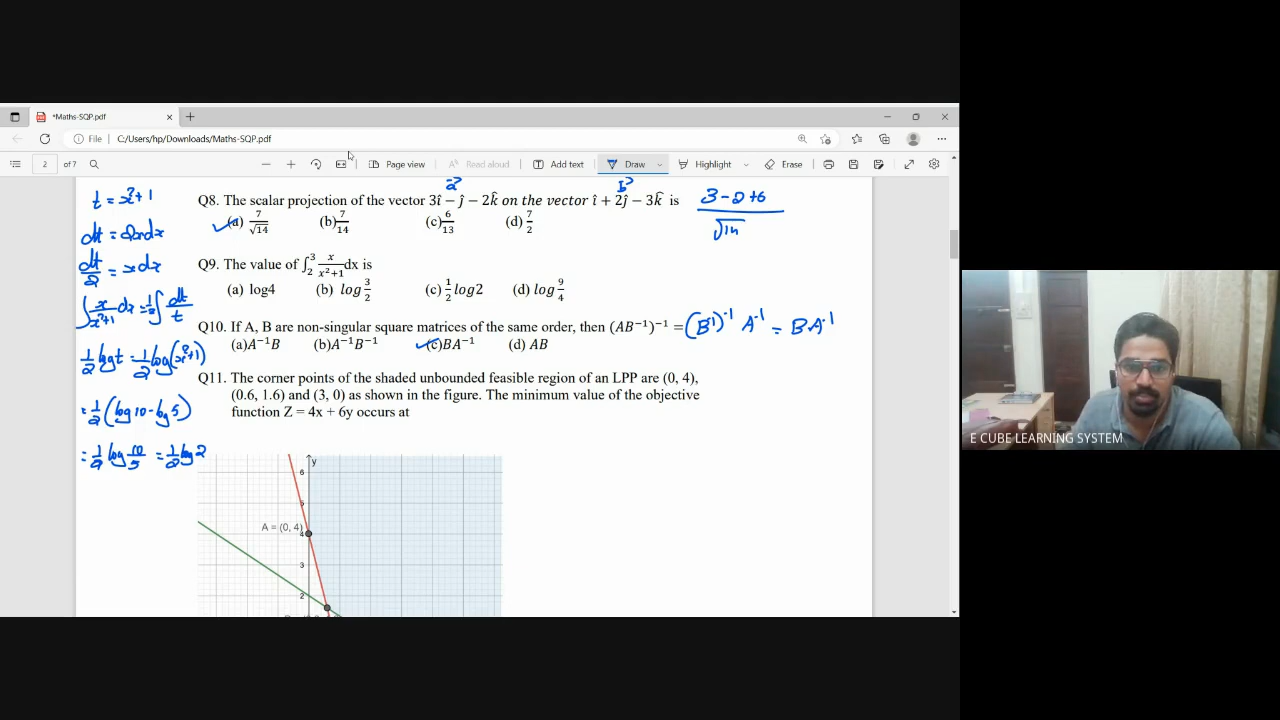 *Maths-SQP.pdf
File C:/Users/hp/Downloads/Maths-SQP.pdf
2 of 7 Page view Read aloud Add text Draw Highlight Erase
Q8. The scalar projection of the vector 3î − ĵ − 2k̂ on the vector î + 2ĵ − 3k̂ is
a⃗ b⃗
(a) 7/√14 (b) 7/14 (c) 6/13 (d) 7/2
3 − 2 + 6 / √14
Q9. The value of ∫₂³ x/(x²+1) dx is
(a) log4 (b) log 3/2 (c) 1/2 log2 (d) log 9/4
t = x²+1
dt = 2x dx
dt/2 = x dx
∫ x/(x²+1) dx = 1/2 ∫ dt/t
1/2 log t = 1/2 log(x²+1)
= 1/2 (log 10 - log 5)
= 1/2 log 10/5 = 1/2 log 2
Q10. If A, B are non-singular square matrices of the same order, then (AB⁻¹)⁻¹ =
(B⁻¹)⁻¹ A⁻¹ = BA⁻¹
(a)A⁻¹B (b)A⁻¹B⁻¹ (c)BA⁻¹ (d) AB
Q11. The corner points of the shaded unbounded feasible region of an LPP are (0, 4),
(0.6, 1.6) and (3, 0) as shown in the figure. The minimum value of the objective
function Z = 4x + 6y occurs at
y
6
5
A = (0, 4)
4
3
2
E CUBE LEARNING SYSTEM